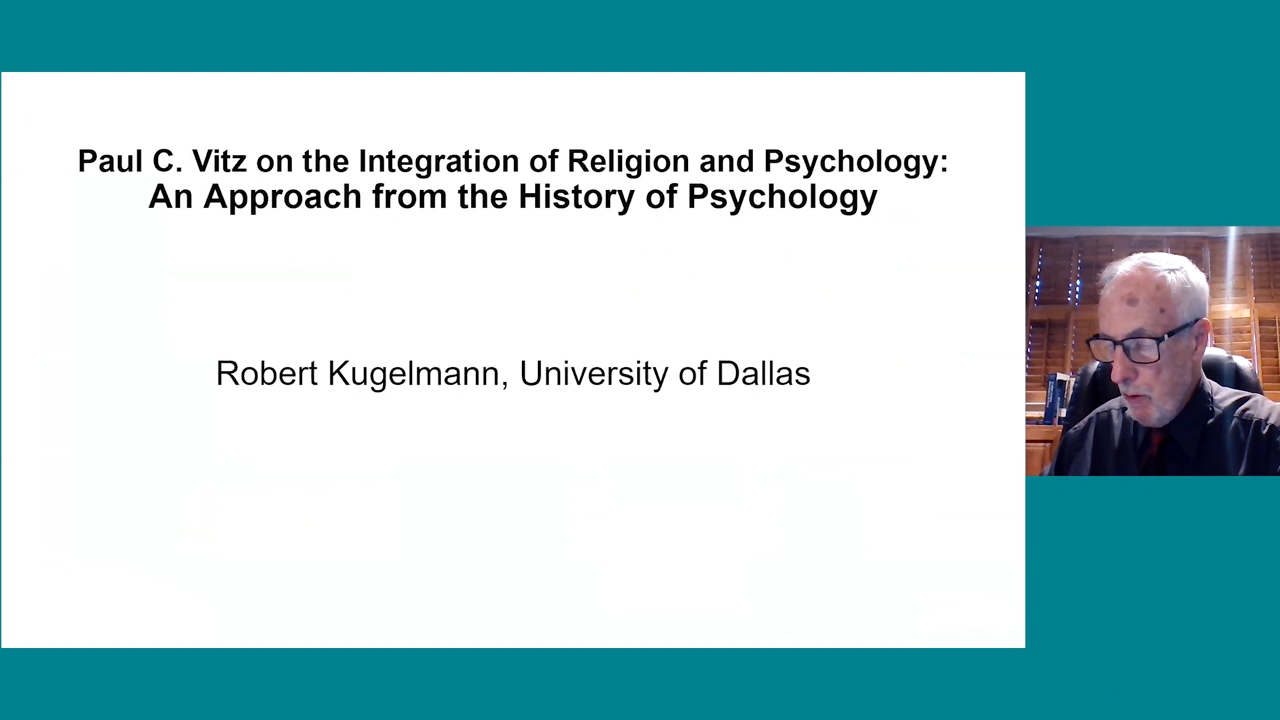 Paul C. Vitz on the Integration of Religion and Psychology:
An Approach from the History of Psychology
Robert Kugelmann, University of Dallas